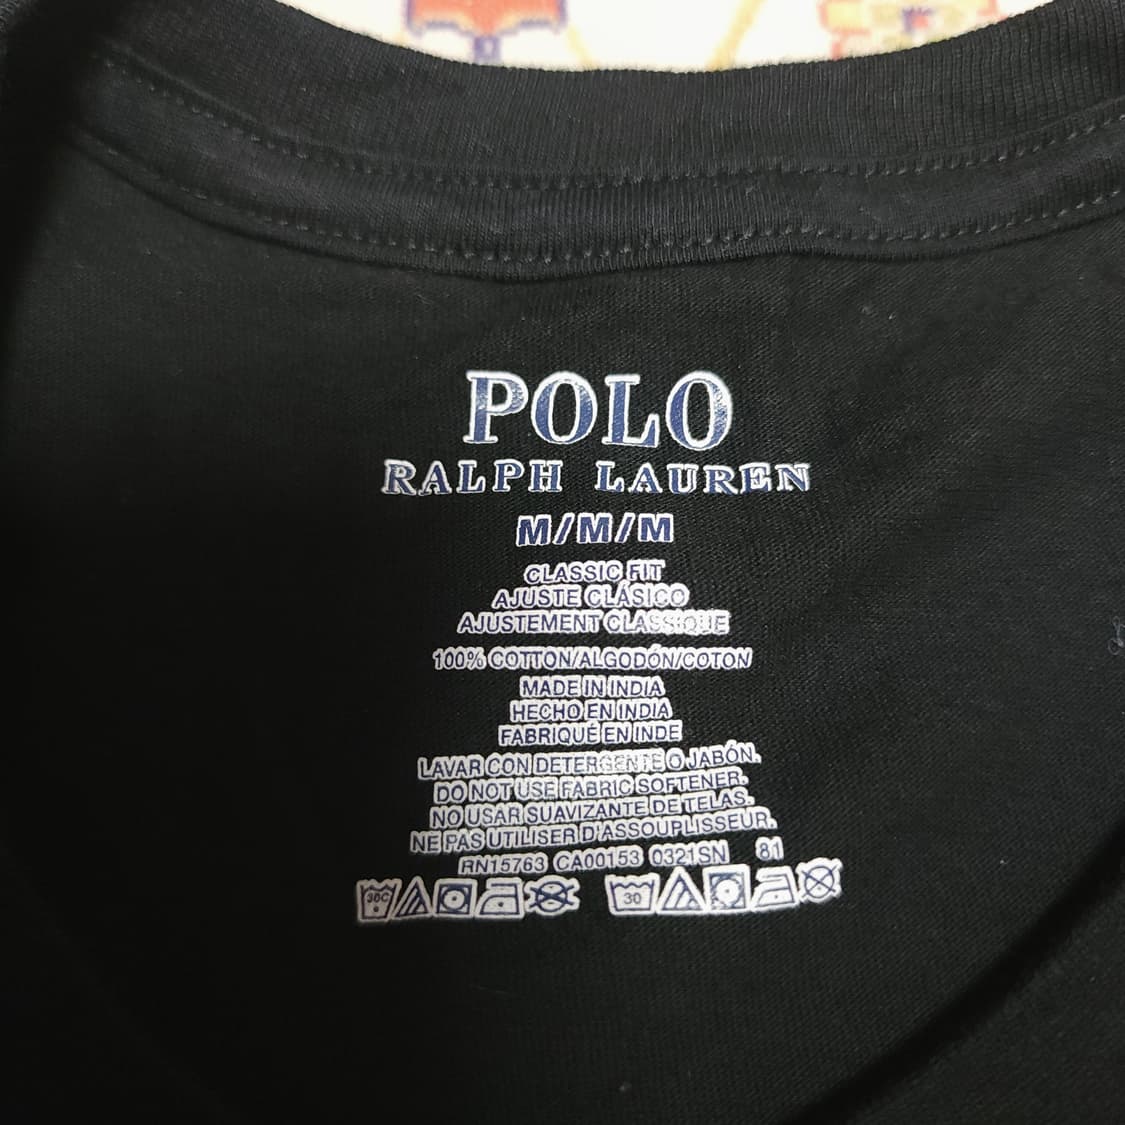 POLO
RALPH LAUREN
M/M/M
CLASSIC FIT
AJUSTE CLÁSICO
AJUSTEMENT CLASSIQUE
100% COTTON/ALGODÓN/COTON
MADE IN INDIA
HECHO EN INDIA
FABRIQUÉ EN INDE
LAVAR CON DETERGENTE O JABÓN.
DO NOT USE FABRIC SOFTENER.
NO USAR SUAVIZANTE DE TELAS.
NE PAS UTILISER D'ASSOUPLISSEUR.
RN15763 CA00153 0321SN 81
30C 30